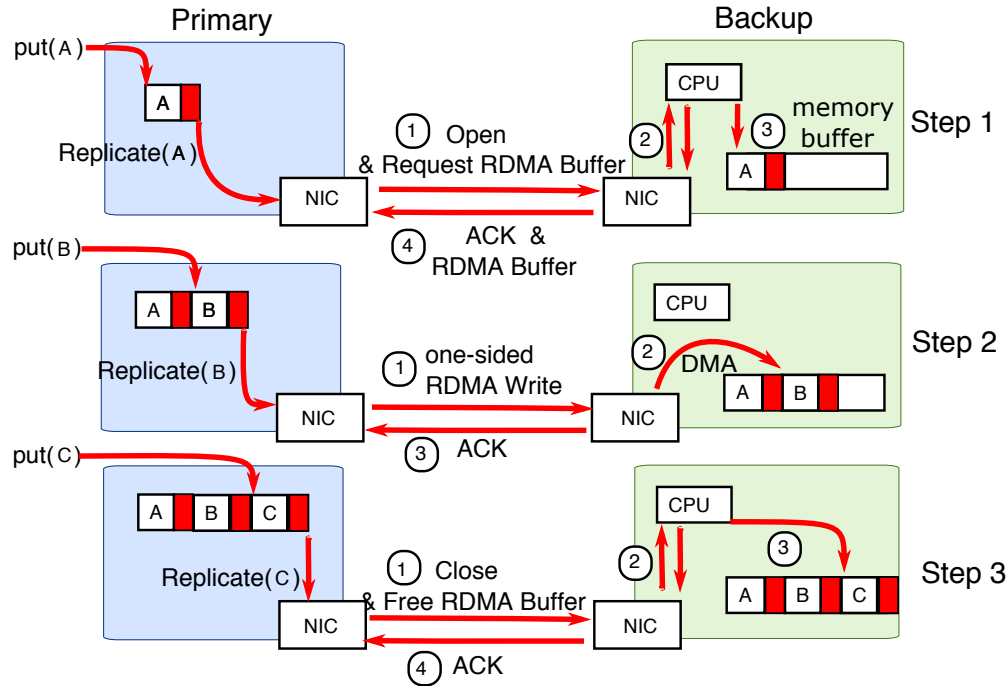 Primary
Backup
put(A)
A
Replicate(A)
NIC
1
Open
& Request RDMA Buffer
4
ACK &
RDMA Buffer
CPU
2
3
memory
buffer
A
NIC
Step 1
put(B)
A B
Replicate(B)
NIC
1
one-sided
RDMA Write
3
ACK
CPU
2
DMA
A B
NIC
Step 2
put(C)
A B C
Replicate(C)
NIC
1
Close
& Free RDMA Buffer
4
ACK
CPU
2
3
A B C
NIC
Step 3